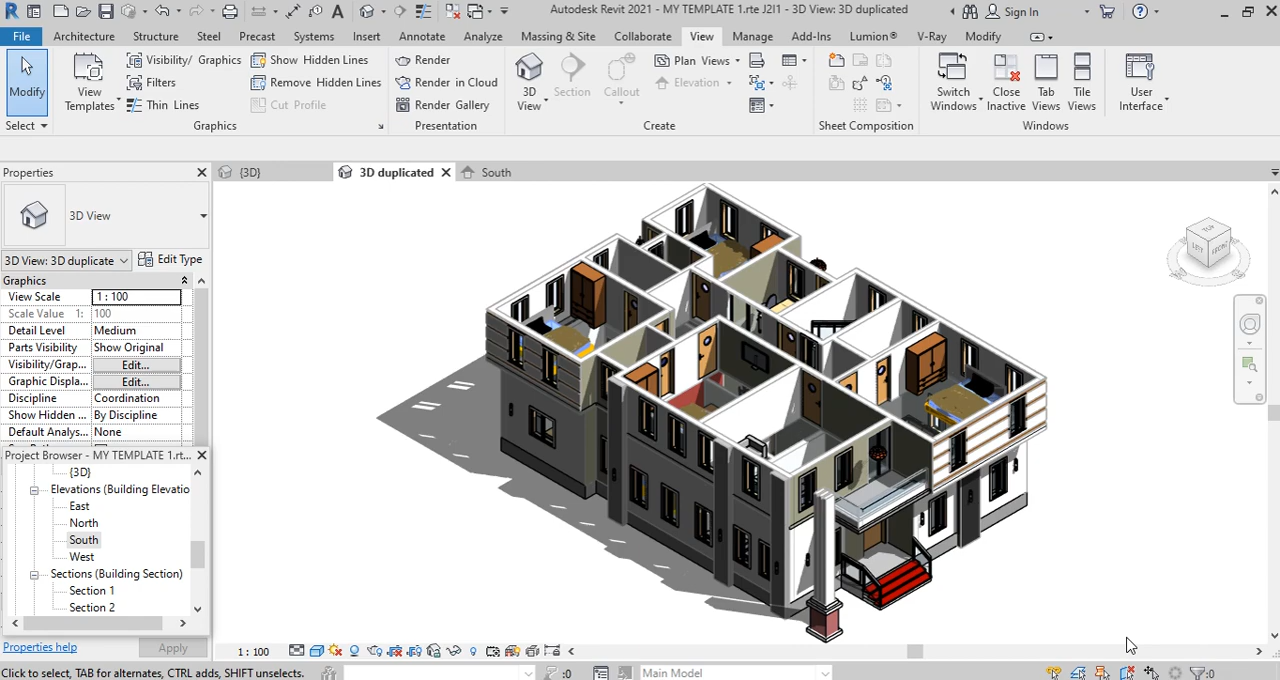 Autodesk Revit 2021 - MY TEMPLATE 1.rte J2I1 - 3D View: 3D duplicated
Sign In
File Architecture Structure Steel Precast Systems Insert Annotate Analyze Massing & Site Collaborate View Manage Add-Ins Lumion® V-Ray Modify
Modify
Select
View
Templates
Visibility/ Graphics
Filters
Thin Lines
Show Hidden Lines
Remove Hidden Lines
Cut Profile
Graphics
Render
Render in Cloud
Render Gallery
Presentation
3D
View
Section
Callout
Plan Views
Elevation
Create
Sheet Composition
Switch
Windows
Close
Inactive
Tab
Views
Tile
Views
Windows
User
Interface
Properties
{3D}
3D duplicated
South
3D View
3D View: 3D duplicate
Edit Type
Graphics
View Scale 1 : 100
Scale Value 1: 100
Detail Level Medium
Parts Visibility Show Original
Visibility/Grap... Edit...
Graphic Displa... Edit...
Discipline Coordination
Show Hidden ... By Discipline
Default Analys... None
Project Browser - MY TEMPLATE 1.rt...
{3D}
Elevations (Building Elevatio
East
North
South
West
Sections (Building Section)
Section 1
Section 2
Properties help
Apply
TOP
LEFT
FRONT
1 : 100
Click to select, TAB for alternates, CTRL adds, SHIFT unselects.
:0
Main Model
:0